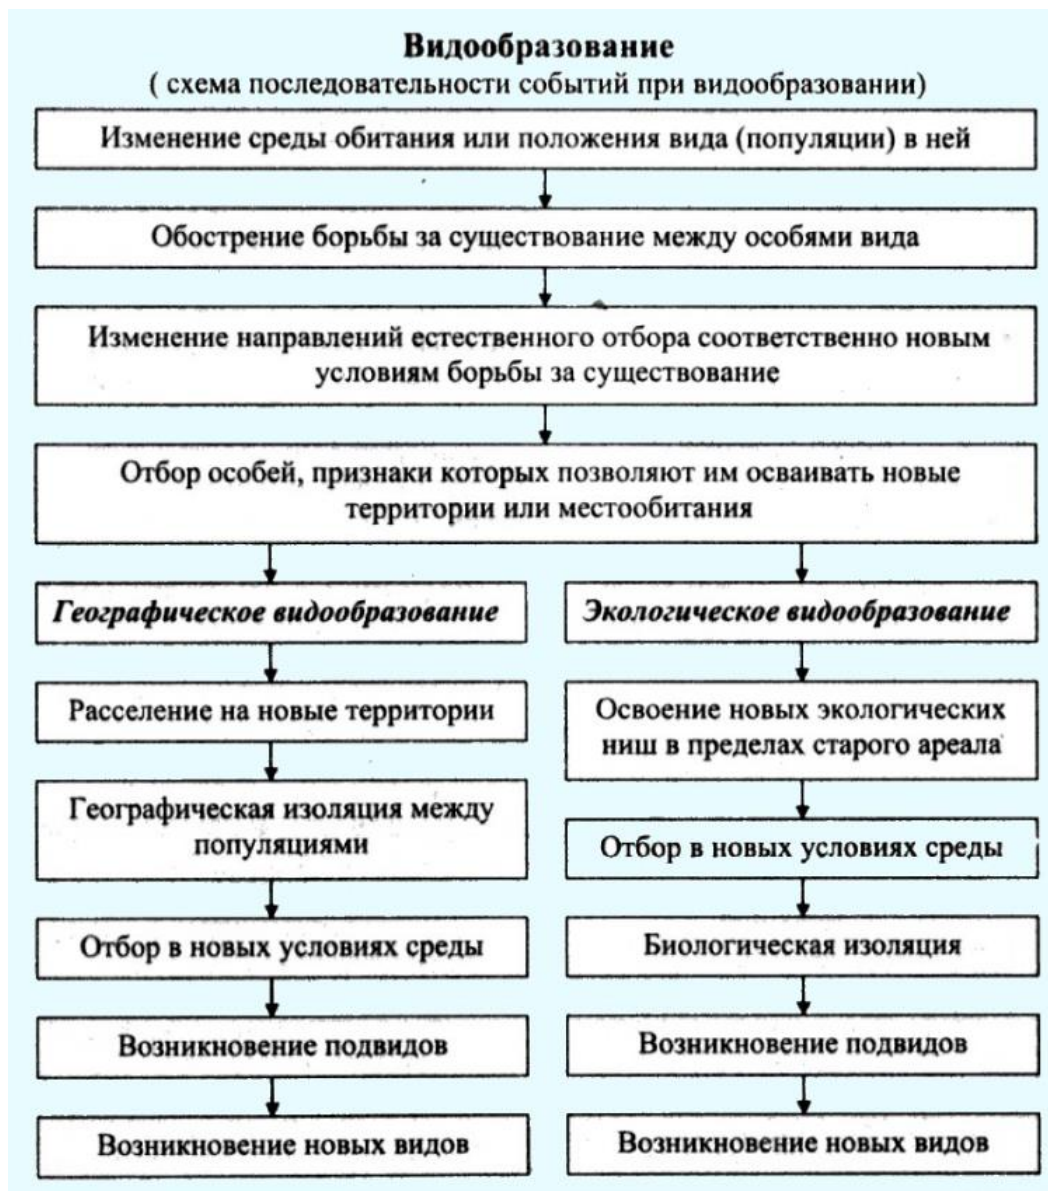 Видообразование
( схема последовательности событий при видообразовании)
Изменение среды обитания или положения вида (популяции) в ней
Обострение борьбы за существование между особями вида
Изменение направлений естественного отбора соответственно новым
условиям борьбы за существование
Отбор особей, признаки которых позволяют им осваивать новые
территории или местообитания
Географическое видообразование
Расселение на новые территории
Географическая изоляция между
популяциями
Отбор в новых условиях среды
Возникновение подвидов
Возникновение новых видов
Экологическое видообразование
Освоение новых экологических
ниш в пределах старого ареала
Отбор в новых условиях среды
Биологическая изоляция
Возникновение подвидов
Возникновение новых видов